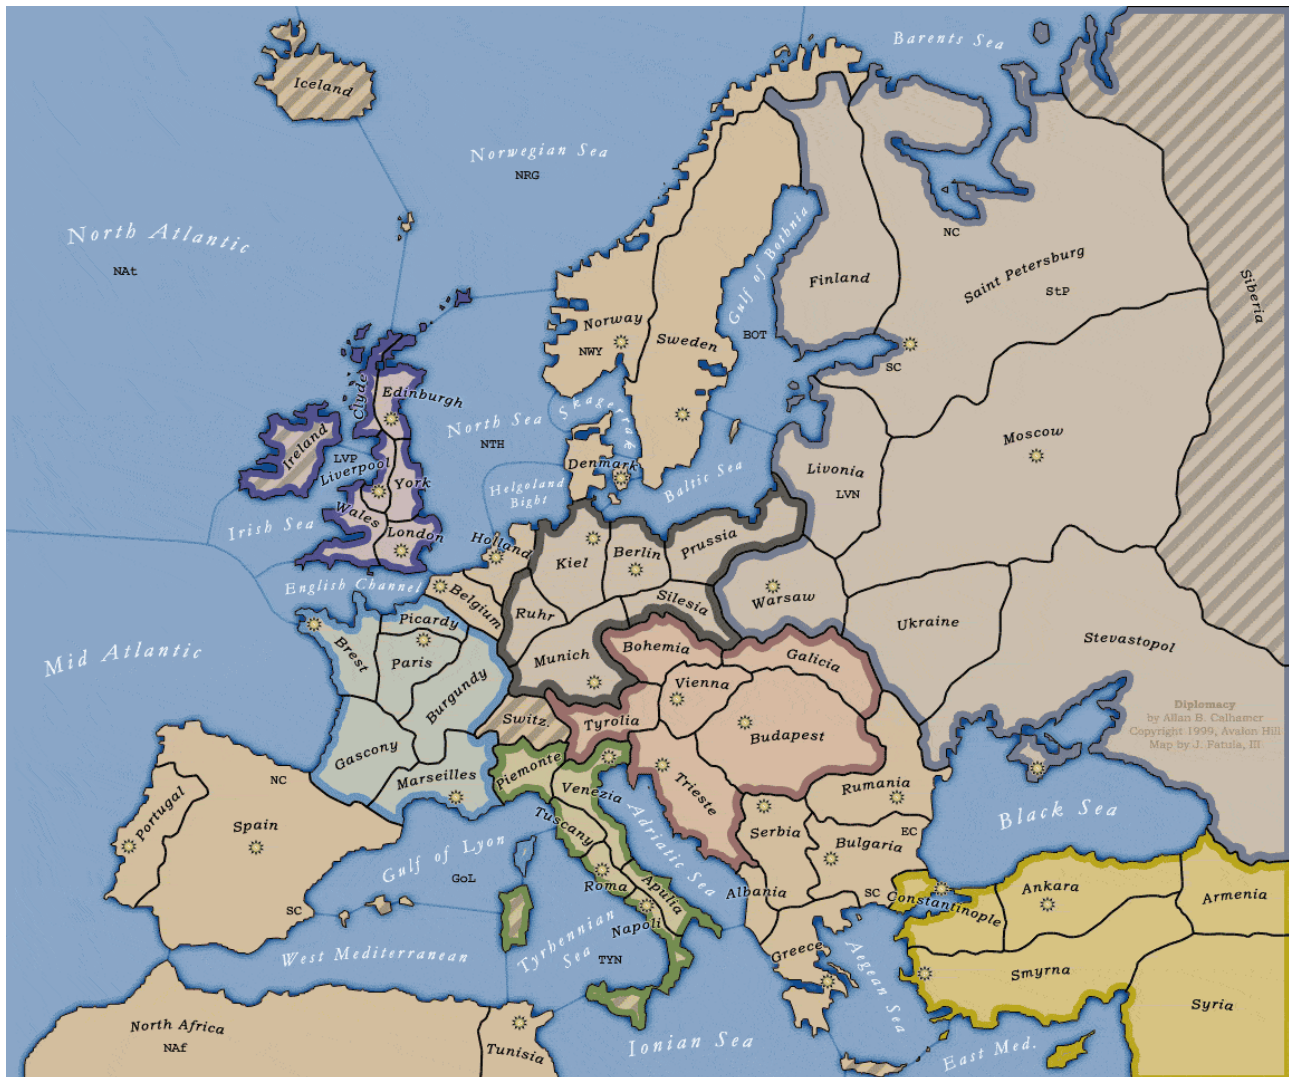 Barents Sea
Iceland
Norwegian Sea
NRG
North Atlantic
NAt
NC
Gulf of Bothnia
Finland
Saint Petersburg
StP
Siberia
Norway
NWY
Sweden
BOT
SC
Clyde
Edinburgh
North Sea
NTH
Skagerrak
Ireland
LVP
Liverpool
York
Denmark
Baltic Sea
Livonia
LVN
Moscow
Helgoland
Bight
Irish Sea
Wales
London
Holland
Kiel
Berlin
Prussia
English Channel
Belgium
Ruhr
Silesia
Warsaw
Ukraine
Stevastopol
Picardy
Brest
Paris
Burgundy
Munich
Bohemia
Galicia
Mid Atlantic
Vienna
Switz.
Tyrolia
Budapest
Diplomacy
by Allan B. Calhamer
Copyright 1999, Avalon Hill
Map by J. Fatula, III
Gascony
Marseilles
Piemonte
Venezia
Trieste
Rumania
Black Sea
NC
Portugal
Spain
Gulf of Lyon
GoL
Tuscany
Adriatic Sea
Serbia
EC
Bulgaria
Roma
Apulia
Albania
SC
Constantinople
Ankara
Armenia
SC
Napoli
West Mediterranean
Tyrhennian
Sea
TYN
Greece
Aegean Sea
Smyrna
Syria
North Africa
NAf
Tunisia
Ionian Sea
East Med.